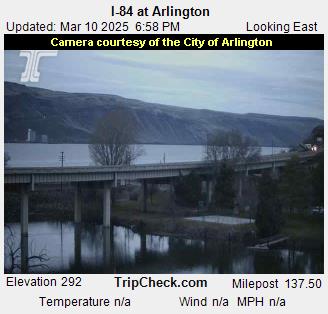 I-84 at Arlington
Updated: Mar 10 2025 6:58 PM Looking East
Camera courtesy of the City of Arlington
Elevation 292 TripCheck.com Milepost 137.50
Temperature n/a Wind n/a MPH n/a